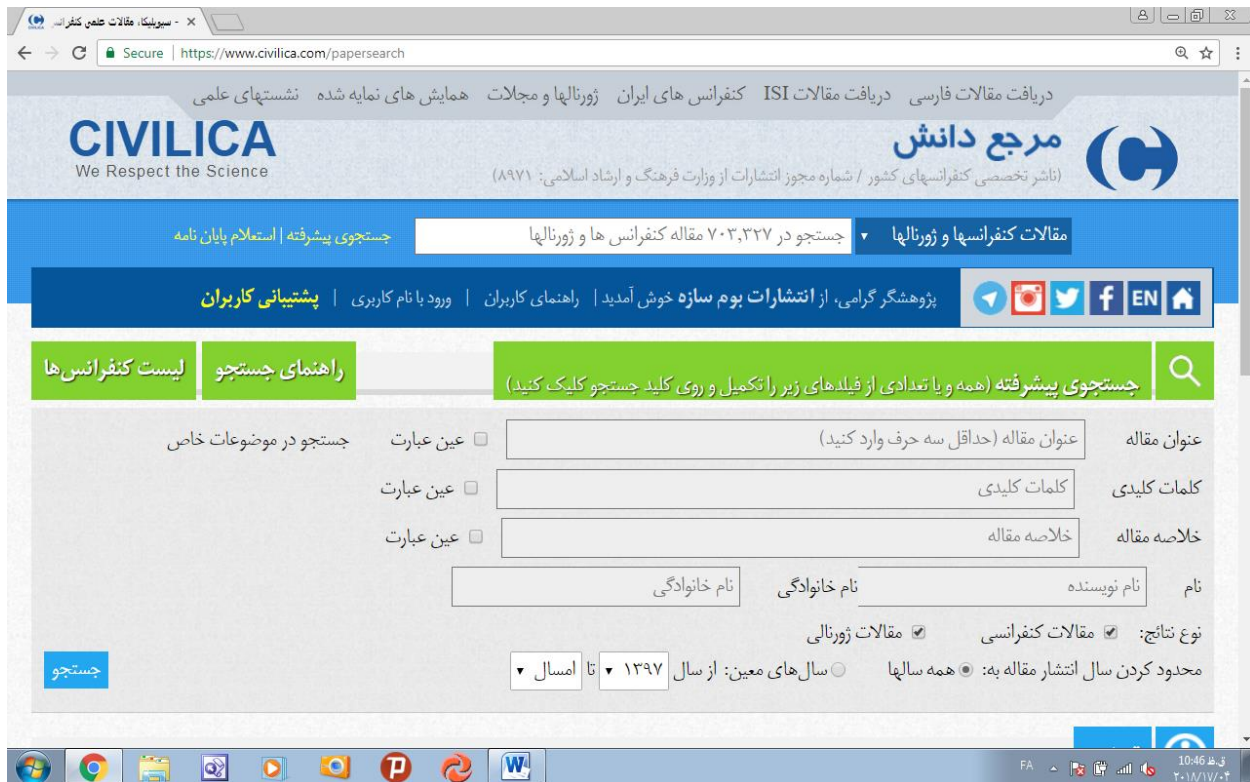 - سیویلیکا، مقالات علمی کنفرانس
Secure | https://www.civilica.com/papersearch
دریافت مقالات فارسی دریافت مقالات ISI کنفرانس های ایران ژورنالها و مجلات همایش های نمایه شده نشستهای علمی
مرجع دانش
CIVILICA
We Respect the Science
(ناشر تخصصی کنفرانسهای کشور / شماره مجوز انتشارات از وزارت فرهنگ و ارشاد اسلامی: ۸۹۷۱)
مقالات کنفرانسها و ژورنالها جستجو در ۷۰۳,۳۲۷ مقاله کنفرانس ها و ژورنالها جستجوی پیشرفته | استعلام پایان نامه
EN پژوهشگر گرامی، از انتشارات بوم سازه خوش آمدید | راهنمای کاربران | ورود با نام کاربری | پشتیبانی کاربران
جستجوی پیشرفته (همه و یا تعدادی از فیلدهای زیر را تکمیل و روی کلید جستجو کلیک کنید) راهنمای جستجو لیست کنفرانس‌ها
عنوان مقاله عنوان مقاله (حداقل سه حرف وارد کنید) عین عبارت جستجو در موضوعات خاص
کلمات کلیدی کلمات کلیدی عین عبارت
خلاصه مقاله خلاصه مقاله عین عبارت
نام نام نویسنده نام خانوادگی نام خانوادگی
نوع نتائج: مقالات کنفرانسی مقالات ژورنالی
محدود کردن سال انتشار مقاله به: همه سالها سال‌های معین: از سال ۱۳۹۷ تا امسال جستجو
FA 10:46 ق.ظ
۲۰۱۸/۱۷/۰۴